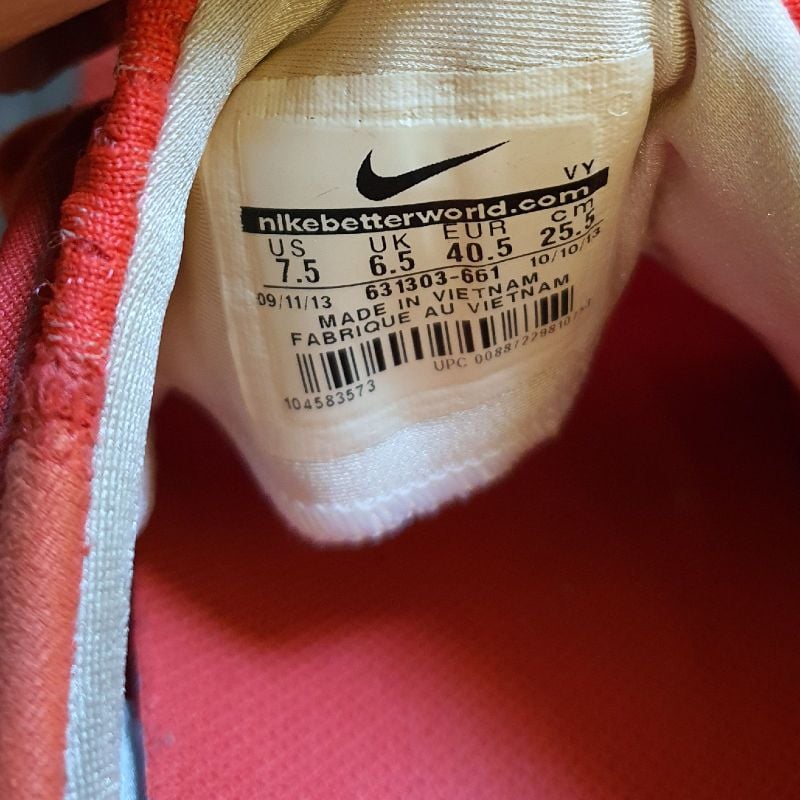 VY
nikebetterworld.com
US UK EUR cm
7.5 6.5 40.5 25.5
09/11/13 631303-661 10/10/13
MADE IN VIETNAM
FABRIQUE AU VIETNAM
104583573 UPC